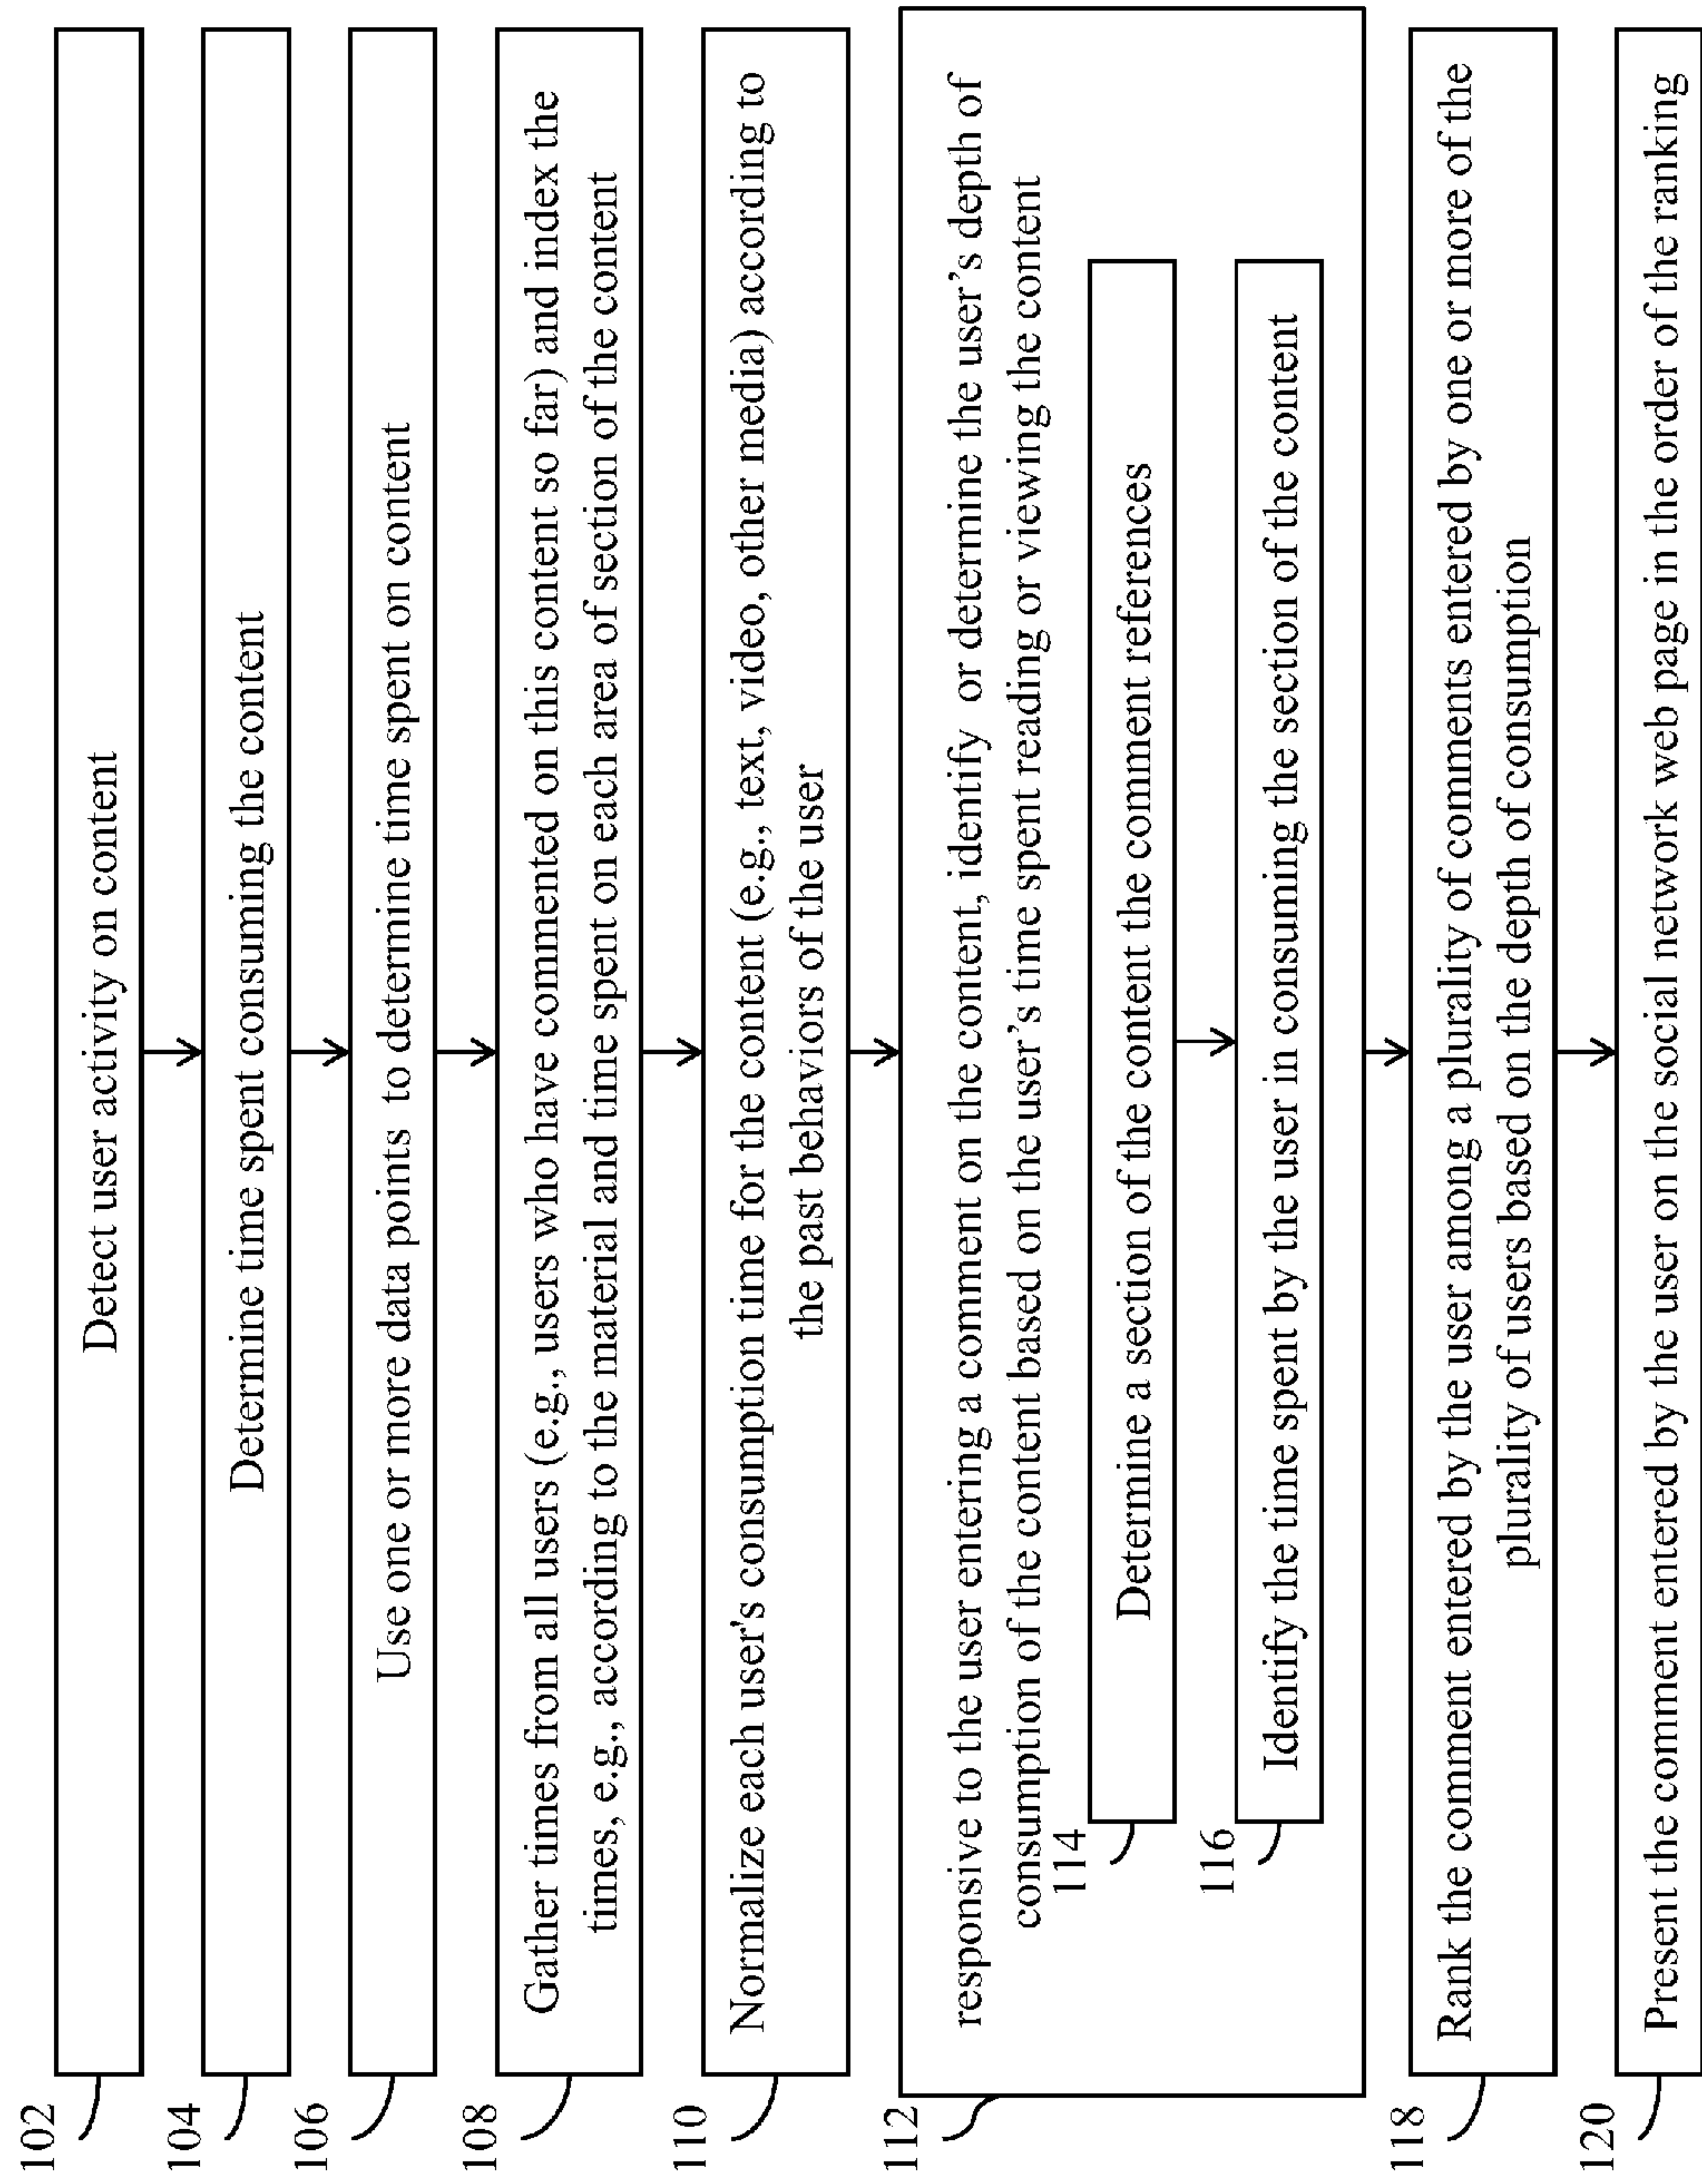 102
Detect user activity on content
104
Determine time spent consuming the content
106
Use one or more data points to determine time spent on content
108
Gather times from all users (e.g., users who have commented on this content so far) and index the
times, e.g., according to the material and time spent on each area of section of the content
110
Normalize each user's consumption time for the content (e.g., text, video, other media) according to
the past behaviors of the user
112
responsive to the user entering a comment on the content, identify or determine the user's depth of
consumption of the content based on the user's time spent reading or viewing the content
114
Determine a section of the content the comment references
116
Identify the time spent by the user in consuming the section of the content
118
Rank the comment entered by the user among a plurality of comments entered by one or more of the
plurality of users based on the depth of consumption
120
Present the comment entered by the user on the social network web page in the order of the ranking